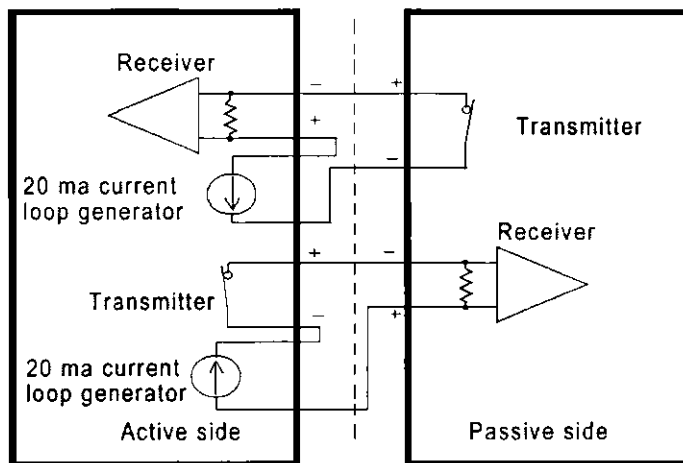 Receiver
Transmitter
20 ma current
loop generator
Receiver
Transmitter
20 ma current
loop generator
Active side
Passive side
− +
+
−
+ −
−
+